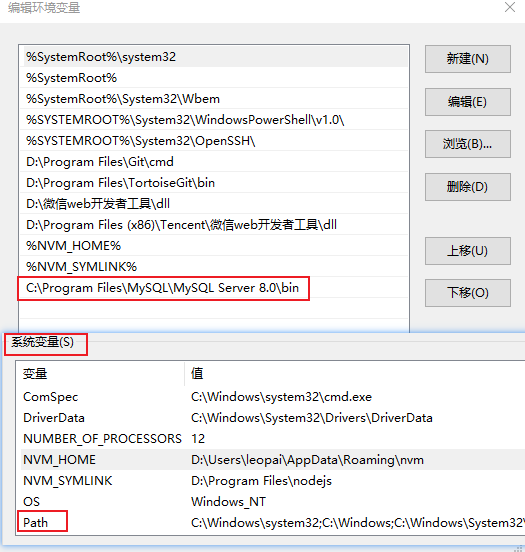 编辑环境变量
%SystemRoot%\system32
%SystemRoot%
%SystemRoot%\System32\Wbem
%SYSTEMROOT%\System32\WindowsPowerShell\v1.0\
%SYSTEMROOT%\System32\OpenSSH\
D:\Program Files\Git\cmd
D:\Program Files\TortoiseGit\bin
D:\微信web开发者工具\dll
D:\Program Files (x86)\Tencent\微信web开发者工具\dll
%NVM_HOME%
%NVM_SYMLINK%
C:\Program Files\MySQL\MySQL Server 8.0\bin
新建(N)
编辑(E)
浏览(B)...
删除(D)
上移(U)
下移(O)
系统变量(S)
变量 值
ComSpec C:\Windows\system32\cmd.exe
DriverData C:\Windows\System32\Drivers\DriverData
NUMBER_OF_PROCESSORS 12
NVM_HOME D:\Users\leopai\AppData\Roaming\nvm
NVM_SYMLINK D:\Program Files\nodejs
OS Windows_NT
Path C:\Windows\system32;C:\Windows;C:\Windows\System32\